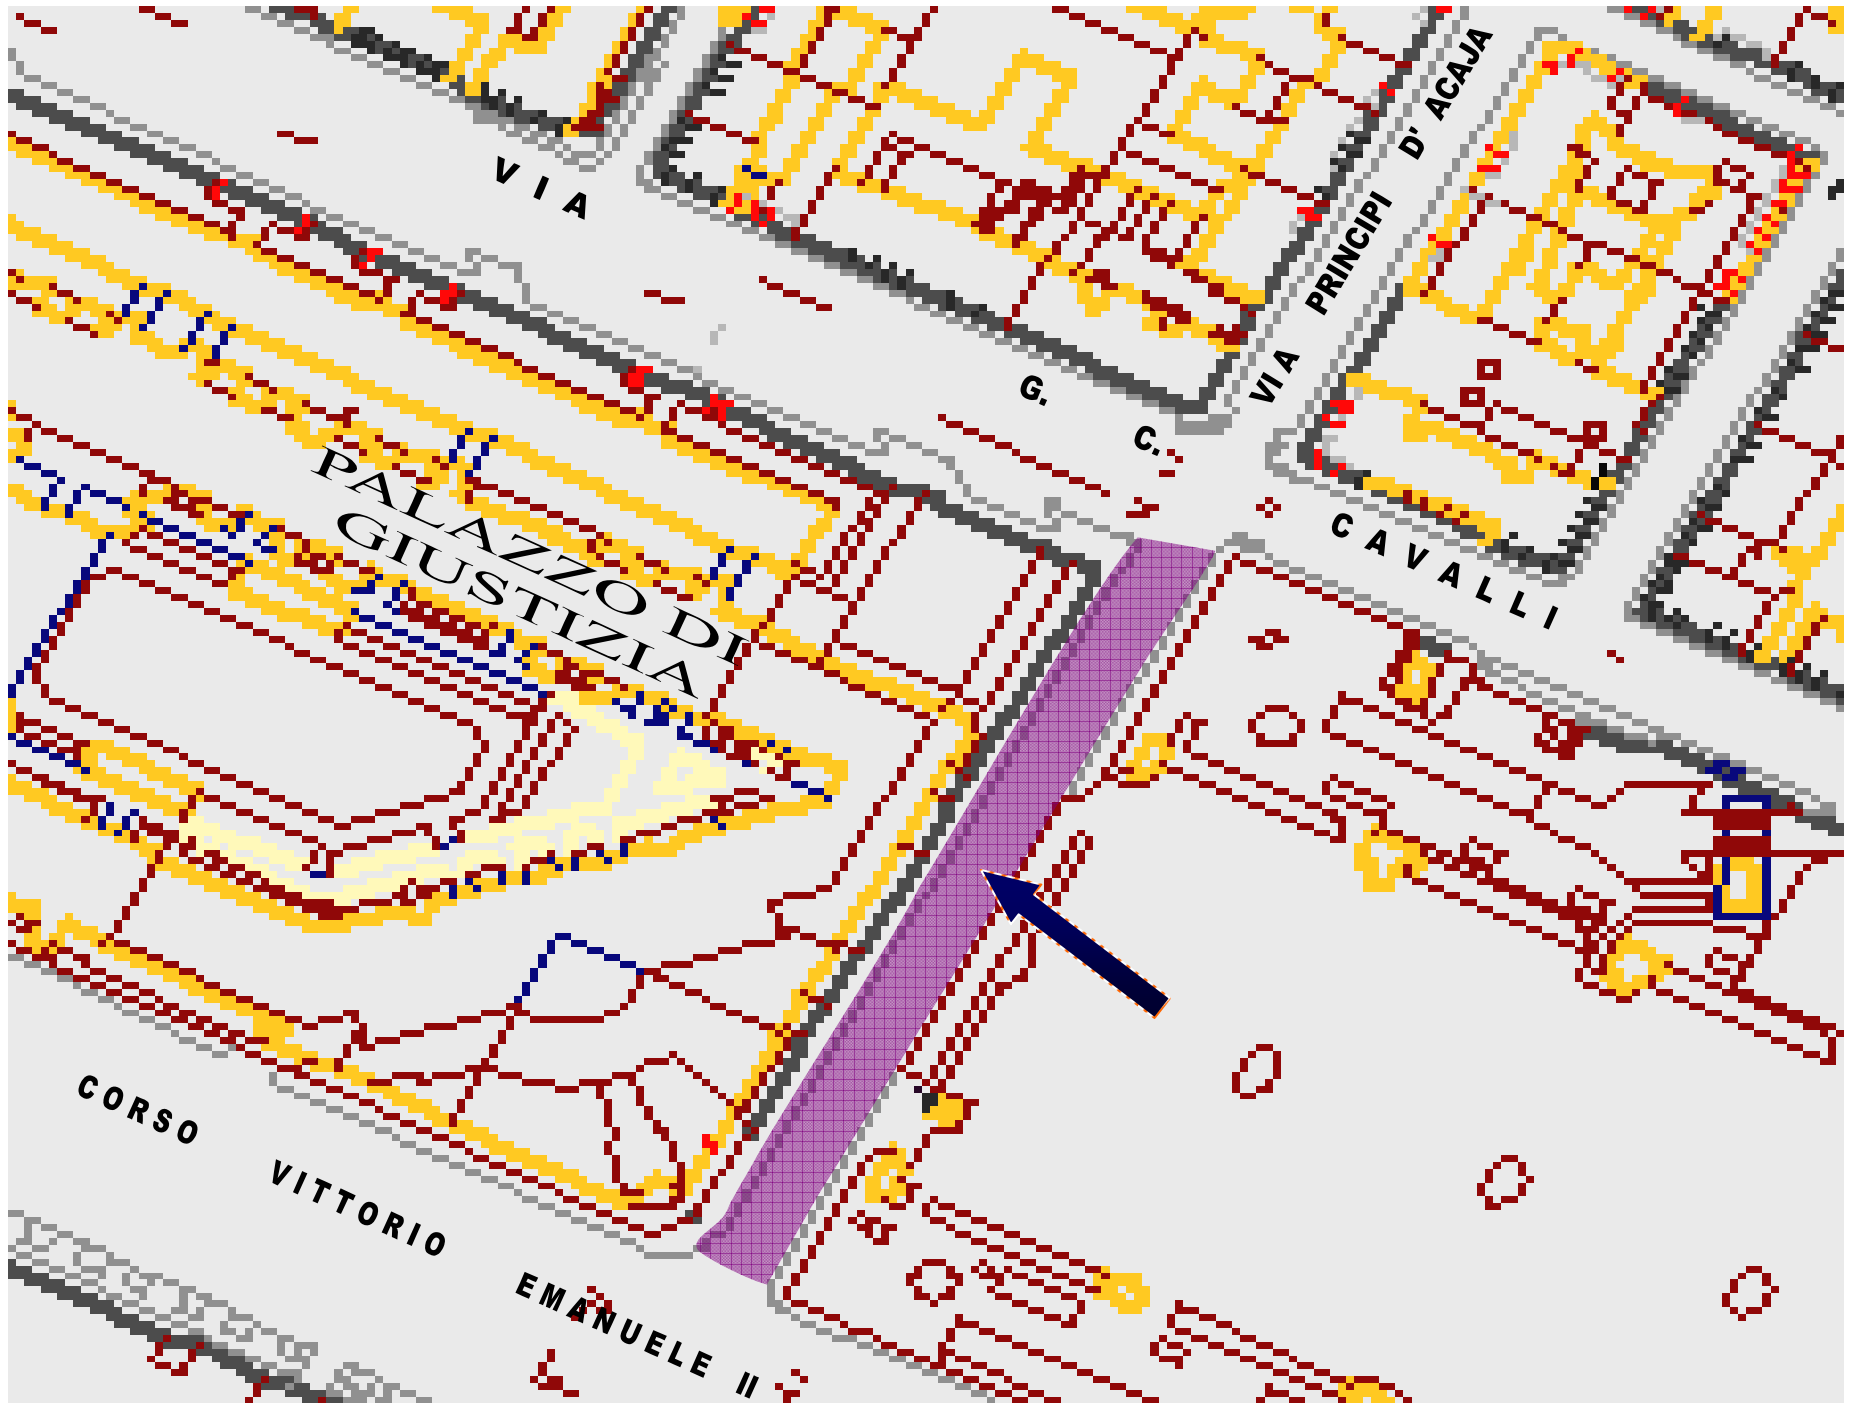 VIA PRINCIPI D' ACAJA
VIA G. C. CAVALLI
PALAZZO DI
GIUSTIZIA
CORSO VITTORIO EMANUELE II